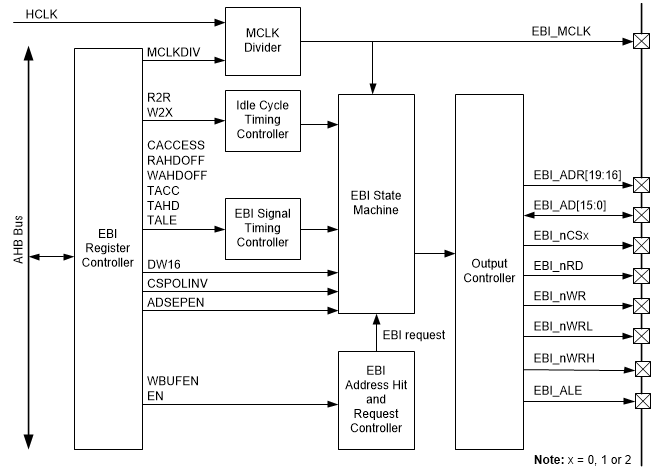 HCLK
MCLK
Divider
EBI_MCLK
MCLKDIV
R2R
W2X
Idle Cycle
Timing
Controller
CACCESS
RAHDOFF
WAHDOFF
TACC
TAHD
TALE
EBI Signal
Timing
Controller
AHB Bus
EBI
Register
Controller
DW16
CSPOLINV
ADSEPEN
EBI State
Machine
EBI request
WBUFEN
EN
EBI
Address Hit
and
Request
Controller
Output
Controller
EBI_ADR[19:16]
EBI_AD[15:0]
EBI_nCSx
EBI_nRD
EBI_nWR
EBI_nWRL
EBI_nWRH
EBI_ALE
Note: x = 0, 1 or 2